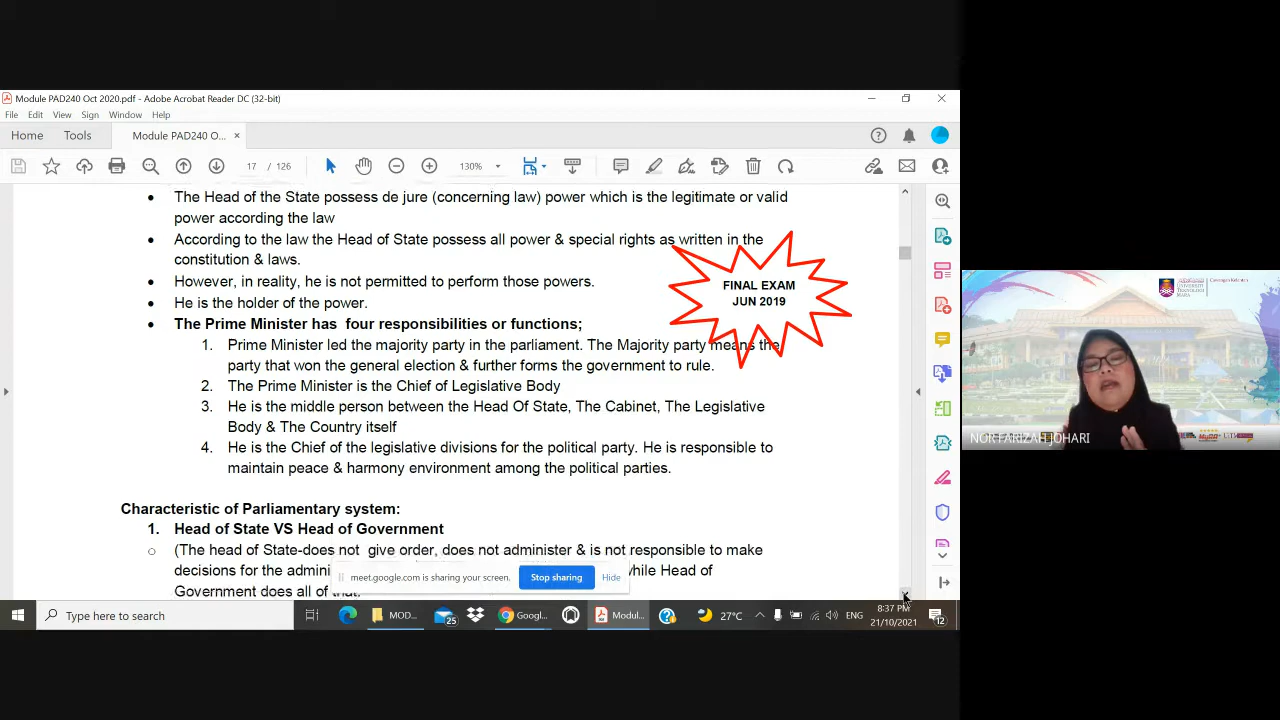 Module PAD240 Oct 2020.pdf - Adobe Acrobat Reader DC (32-bit)
File Edit View Sign Window Help
Home Tools Module PAD240 O... ×
17 / 126 130%
The Head of the State possess de jure (concerning law) power which is the legitimate or valid
power according the law
According to the law the Head of State possess all power & special rights as written in the
constitution & laws.
However, in reality, he is not permitted to perform those powers.
He is the holder of the power.
FINAL EXAM
JUN 2019
The Prime Minister has four responsibilities or functions;
1. Prime Minister led the majority party in the parliament. The Majority party means the
party that won the general election & further forms the government to rule.
2. The Prime Minister is the Chief of Legislative Body
3. He is the middle person between the Head Of State, The Cabinet, The Legislative
Body & The Country itself
4. He is the Chief of the legislative divisions for the political party. He is responsible to
maintain peace & harmony environment among the political parties.
Characteristic of Parliamentary system:
1. Head of State VS Head of Government
(The head of State-does not give order, does not administer & is not responsible to make
decisions for the admini while Head of
Government does all of that.
meet.google.com is sharing your screen. Stop sharing Hide
Type here to search
MOD...
25
Googl...
Modul...
27°C
ENG
8:37 PM
21/10/2021
12
UNIVERSITI
TEKNOLOGI
MARA
NOR FARIZAH JOHARI